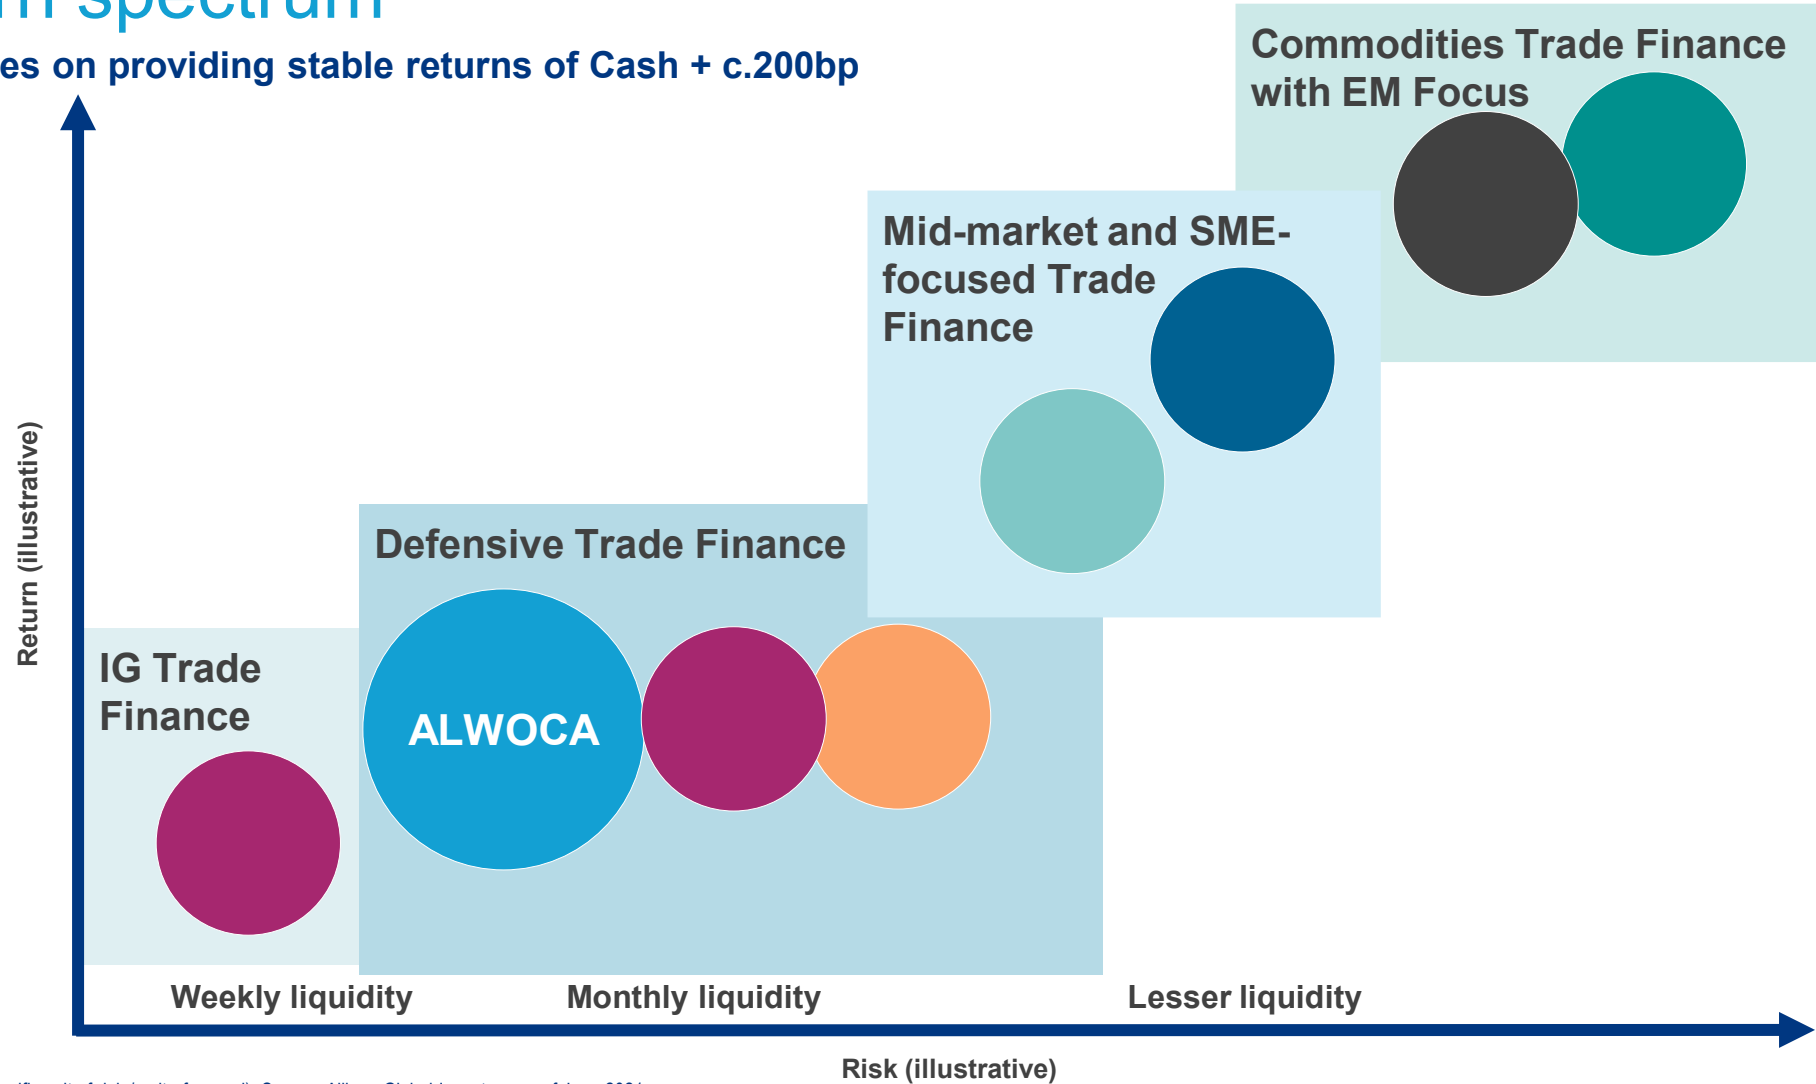 spectrum
es on providing stable returns of Cash + c.200bp
Commodities Trade Finance
with EM Focus
Mid-market and SME-
focused Trade
Finance
Defensive Trade Finance
IG Trade
Finance
ALWOCA
Return (illustrative)
Weekly liquidity
Monthly liquidity
Lesser liquidity
Risk (illustrative)